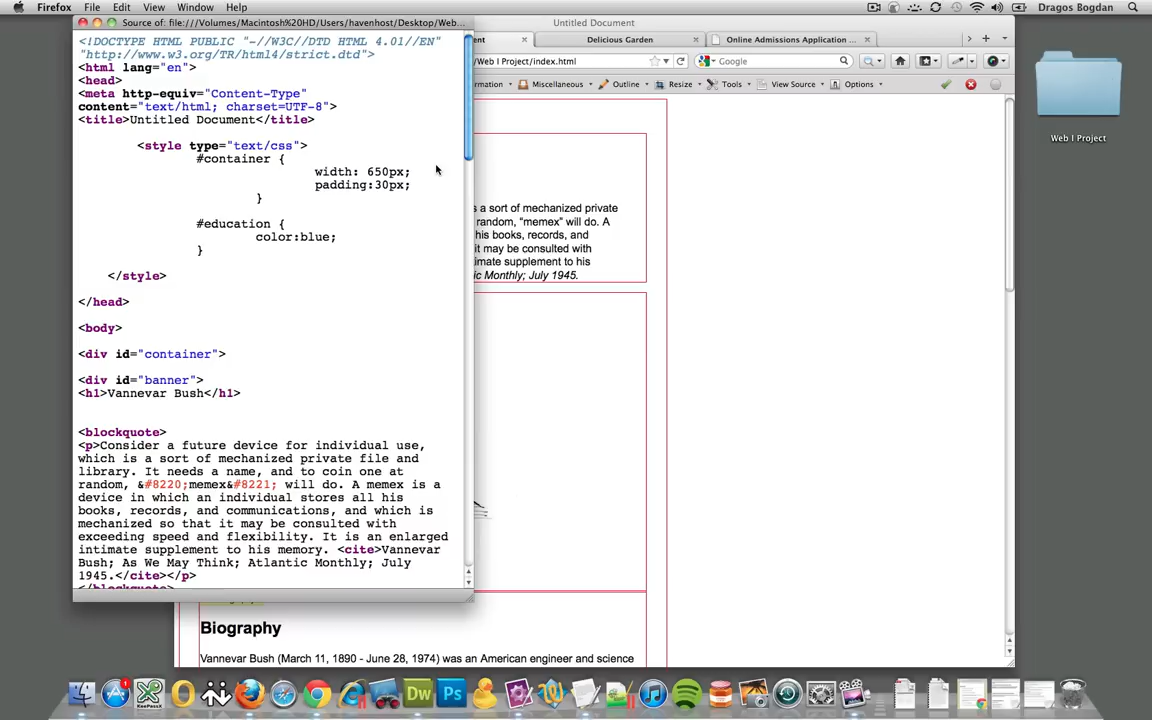 Firefox File Edit View Window Help
Dragos Bogdan
Source of: file:///Volumes/Macintosh%20HD/Users/havenhost/Desktop/Web...
Untitled Document
ent
Delicious Garden
Online Admissions Application ...
/Web I Project/index.html
Google
rmation Miscellaneous Outline Resize Tools View Source Options
<!DOCTYPE HTML PUBLIC "-//W3C//DTD HTML 4.01//EN"
"http://www.w3.org/TR/html4/strict.dtd">
<html lang="en">
<head>
<meta http-equiv="Content-Type"
content="text/html; charset=UTF-8">
<title>Untitled Document</title>
<style type="text/css">
#container {
width: 650px;
padding:30px;
}
#education {
color:blue;
}
</style>
</head>
<body>
<div id="container">
<div id="banner">
<h1>Vannevar Bush</h1>
<blockquote>
<p>Consider a future device for individual use,
which is a sort of mechanized private file and
library. It needs a name, and to coin one at
random, &#8220;memex&#8221; will do. A memex is a
device in which an individual stores all his
books, records, and communications, and which is
mechanized so that it may be consulted with
exceeding speed and flexibility. It is an enlarged
intimate supplement to his memory. <cite>Vannevar
Bush; As We May Think; Atlantic Monthly; July
1945.</cite></p>
</blockquote>
s a sort of mechanized private
random, “memex” will do. A
his books, records, and
it may be consulted with
timate supplement to his
ic Monthly; July 1945.
Biography
Vannevar Bush (March 11, 1890 - June 28, 1974) was an American engineer and science
Web I Project
KeePassX
Dw
Ps